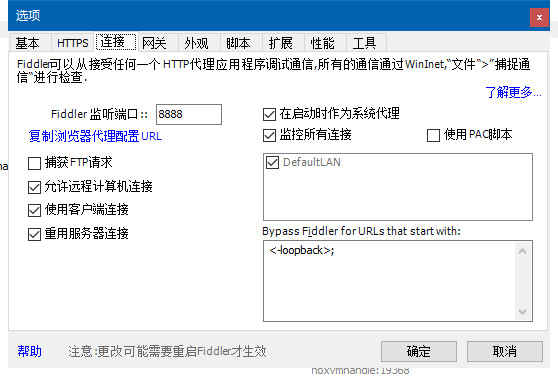 选项
基本 HTTPS 连接 网关 外观 脚本 扩展 性能 工具
Fiddler可以从接受任何一个 HTTP代理应用程序调试通信,所有的通信通过WinInet,“文件“>”捕捉通
信“进行检查.
了解更多...
Fiddler 监听端口:: 8888
复制浏览器代理配置 URL
捕获FTP请求
允许远程计算机连接
使用客户端连接
重用服务器连接
在启动时作为系统代理
监控所有连接 使用 PAC脚本
DefaultLAN
Bypass Fiddler for URLs that start with:
<-loopback>;
帮助 注意:更改可能需要重启Fiddler才生效 确定 取消
noxvmhandle:19368